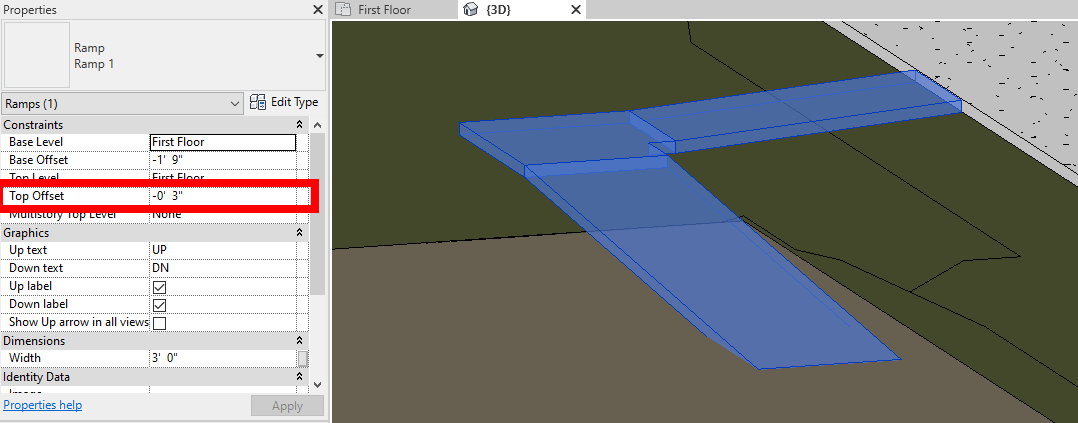 Properties
First Floor
{3D}
Ramp
Ramp 1
Ramps (1)
Edit Type
Constraints
Base Level First Floor
Base Offset -1' 9"
Top Level First Floor
Top Offset -0' 3"
Multistory Top Level None
Graphics
Up text UP
Down text DN
Up label
Down label
Show Up arrow in all views
Dimensions
Width 3' 0"
Identity Data
Properties help
Apply